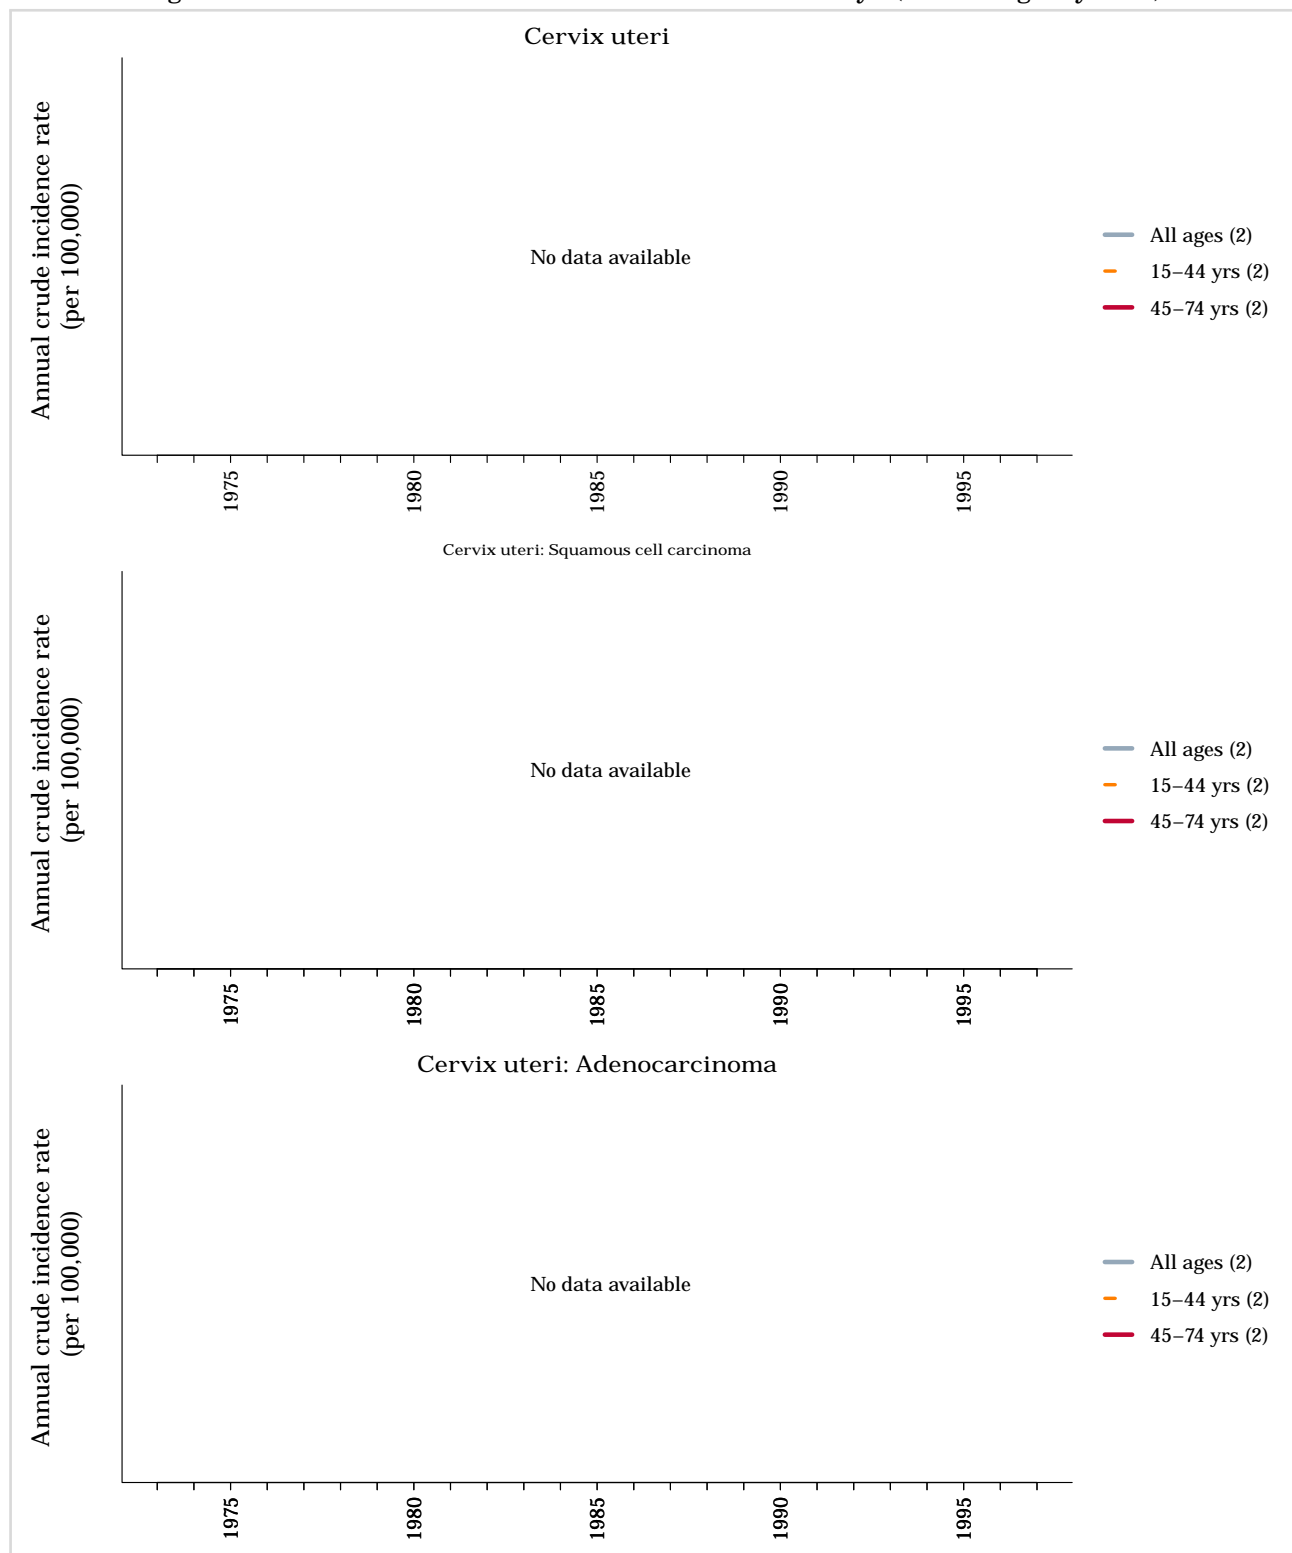 Cervix uteri
Annual crude incidence rate
(per 100,000)
No data available
All ages (2)
15–44 yrs (2)
45–74 yrs (2)
1975
1980
1985
1990
1995
Cervix uteri: Squamous cell carcinoma
Annual crude incidence rate
(per 100,000)
No data available
All ages (2)
15–44 yrs (2)
45–74 yrs (2)
1975
1980
1985
1990
1995
Cervix uteri: Adenocarcinoma
Annual crude incidence rate
(per 100,000)
No data available
All ages (2)
15–44 yrs (2)
45–74 yrs (2)
1975
1980
1985
1990
1995